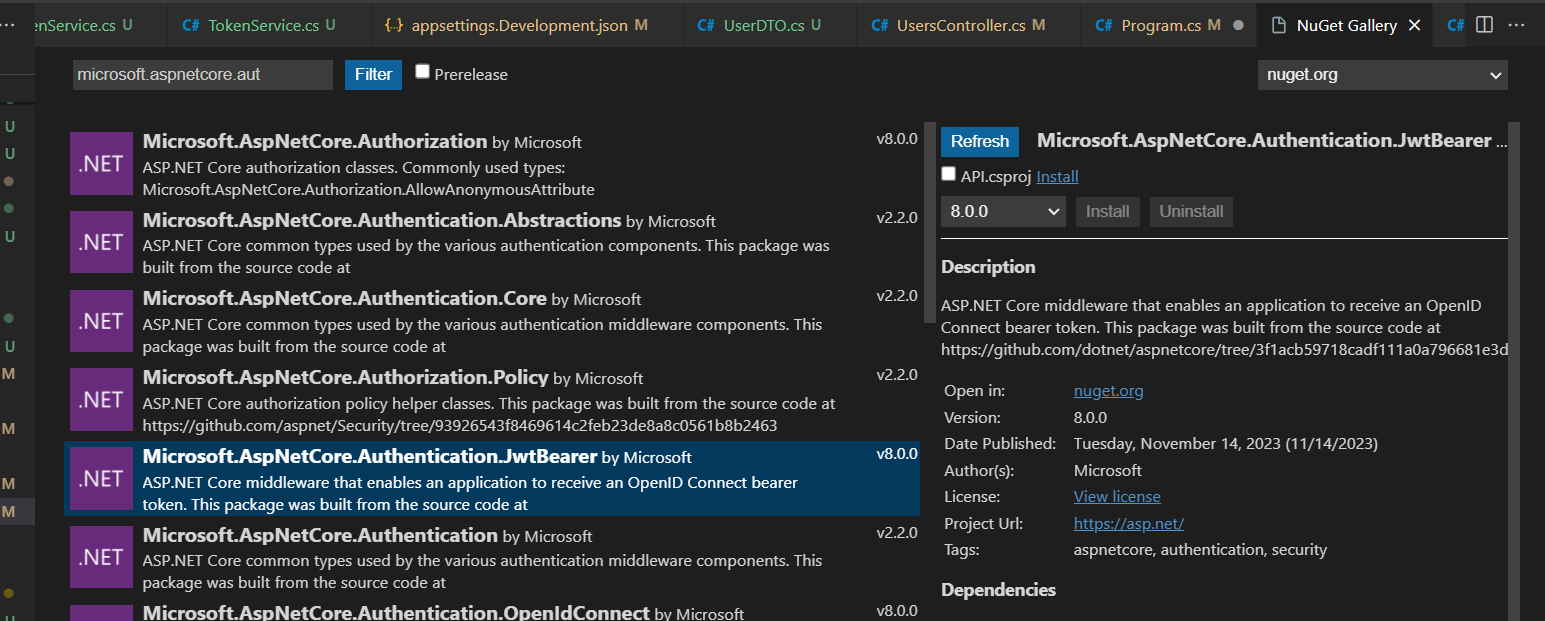 enService.cs U
C# TokenService.cs U
{..} appsettings.Development.json M
C# UserDTO.cs U
C# UsersController.cs M
C# Program.cs M
NuGet Gallery
C#
microsoft.aspnetcore.aut
Filter
Prerelease
nuget.org
U
U
U
U
M
M
M
M
U
.NET
Microsoft.AspNetCore.Authorization by Microsoft v8.0.0
ASP.NET Core authorization classes. Commonly used types:
Microsoft.AspNetCore.Authorization.AllowAnonymousAttribute
.NET
Microsoft.AspNetCore.Authentication.Abstractions by Microsoft v2.2.0
ASP.NET Core common types used by the various authentication components. This package was
built from the source code at
.NET
Microsoft.AspNetCore.Authentication.Core by Microsoft v2.2.0
ASP.NET Core common types used by the various authentication middleware components. This
package was built from the source code at
.NET
Microsoft.AspNetCore.Authorization.Policy by Microsoft v2.2.0
ASP.NET Core authorization policy helper classes. This package was built from the source code at
https://github.com/aspnet/Security/tree/93926543f8469614c2feb23de8a8c0561b8b2463
.NET
Microsoft.AspNetCore.Authentication.JwtBearer by Microsoft v8.0.0
ASP.NET Core middleware that enables an application to receive an OpenID Connect bearer
token. This package was built from the source code at
.NET
Microsoft.AspNetCore.Authentication by Microsoft v2.2.0
ASP.NET Core common types used by the various authentication middleware components. This
package was built from the source code at
Microsoft.AspNetCore.Authentication.OpenIdConnect by Microsoft v8.0.0
Refresh
Microsoft.AspNetCore.Authentication.JwtBearer ...
API.csproj Install
8.0.0
Install
Uninstall
Description
ASP.NET Core middleware that enables an application to receive an OpenID
Connect bearer token. This package was built from the source code at
https://github.com/dotnet/aspnetcore/tree/3f1acb59718cadf111a0a796681e3d
Open in: nuget.org
Version: 8.0.0
Date Published: Tuesday, November 14, 2023 (11/14/2023)
Author(s): Microsoft
License: View license
Project Url: https://asp.net/
Tags: aspnetcore, authentication, security
Dependencies